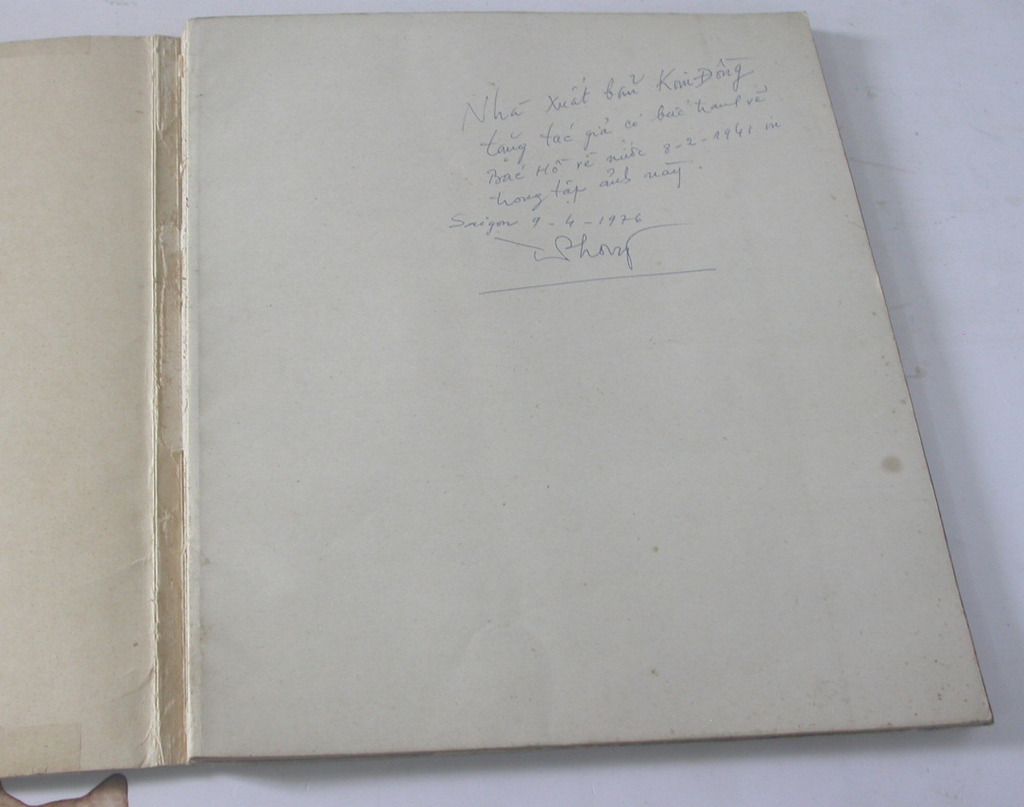 Nhà Xuất bản Kim-Đồng
tặng tác giả có bức tranh vẽ
Bác Hồ về nước 8-2-1941 in
trong tập ảnh này.
Saigon 9-4-1976
Phong